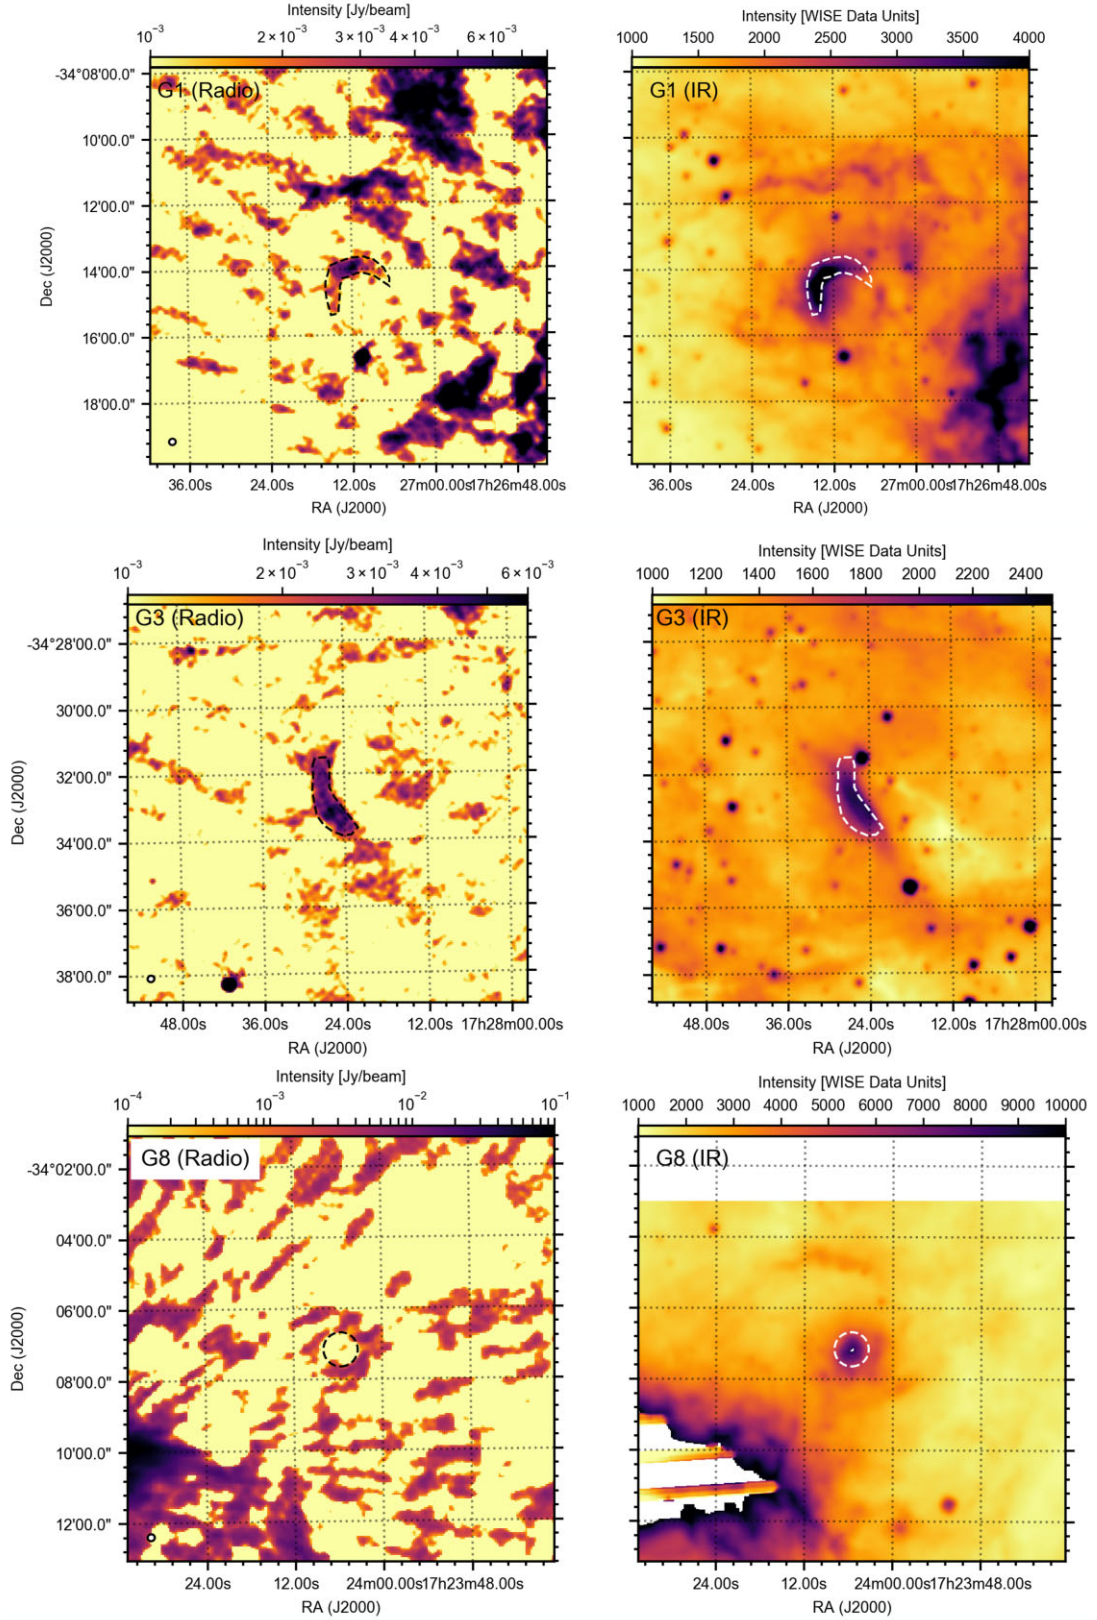 Intensity [Jy/beam]
10⁻³ 2 × 10⁻³ 3 × 10⁻³ 4 × 10⁻³ 6 × 10⁻³
G1 (Radio)
-34°08'00.0"
10'00.0"
12'00.0"
14'00.0"
16'00.0"
18'00.0"
Dec (J2000)
36.00s 24.00s 12.00s 27m00.00s17h26m48.00s
RA (J2000)
Intensity [WISE Data Units]
1000 1500 2000 2500 3000 3500 4000
G1 (IR)
36.00s 24.00s 12.00s 27m00.00s17h26m48.00s
RA (J2000)
Intensity [Jy/beam]
10⁻³ 2 × 10⁻³ 3 × 10⁻³ 4 × 10⁻³ 6 × 10⁻³
G3 (Radio)
-34°28'00.0"
30'00.0"
32'00.0"
34'00.0"
36'00.0"
38'00.0"
Dec (J2000)
48.00s 36.00s 24.00s 12.00s 17h28m00.00s
RA (J2000)
Intensity [WISE Data Units]
1000 1200 1400 1600 1800 2000 2200 2400
G3 (IR)
48.00s 36.00s 24.00s 12.00s 17h28m00.00s
RA (J2000)
Intensity [Jy/beam]
10⁻⁴ 10⁻³ 10⁻² 10⁻¹
G8 (Radio)
-34°02'00.0"
04'00.0"
06'00.0"
08'00.0"
10'00.0"
12'00.0"
Dec (J2000)
24.00s 12.00s 24m00.00s17h23m48.00s
RA (J2000)
Intensity [WISE Data Units]
1000 2000 3000 4000 5000 6000 7000 8000 9000 10000
G8 (IR)
24.00s 12.00s 24m00.00s17h23m48.00s
RA (J2000)